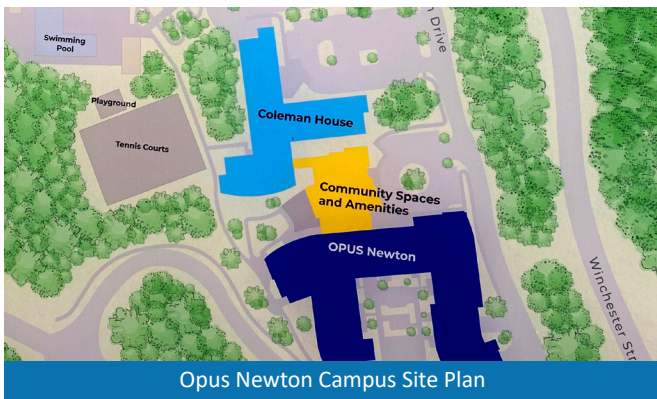 Swimming
Pool
Drive
Playground
Coleman House
Tennis Courts
Community Spaces
and Amenities
OPUS Newton
Winchester
Opus Newton Campus Site Plan